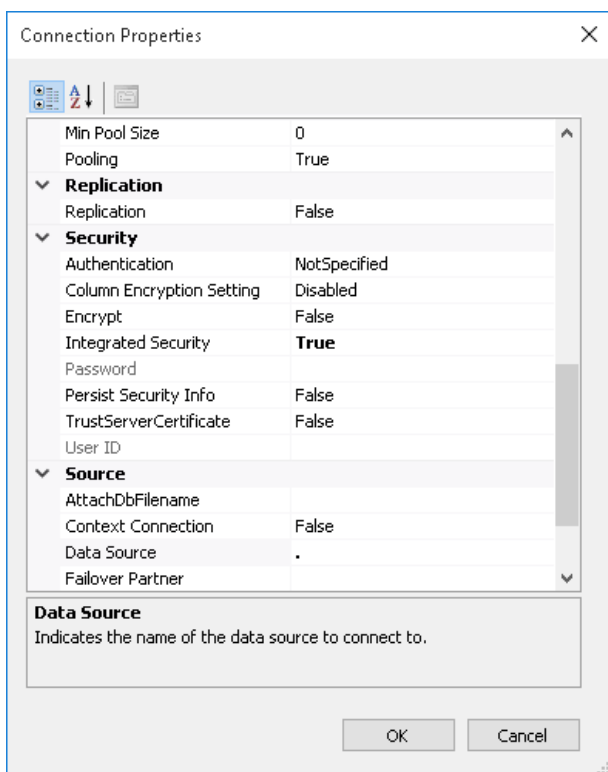 Connection Properties
Min Pool Size 0
Pooling True
Replication
Replication False
Security
Authentication NotSpecified
Column Encryption Setting Disabled
Encrypt False
Integrated Security True
Password
Persist Security Info False
TrustServerCertificate False
User ID
Source
AttachDbFilename
Context Connection False
Data Source .
Failover Partner
Data Source
Indicates the name of the data source to connect to.
OK Cancel